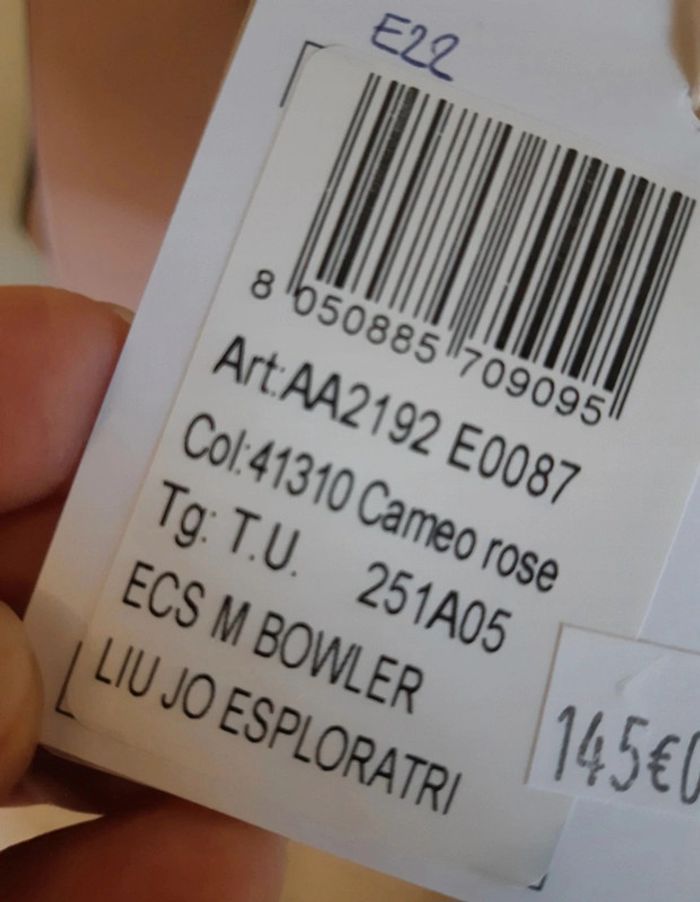 E22
8 050885 709095
Art:AA2192 E0087
Col:41310 Cameo rose
Tg: T.U. 251A05
ECS M BOWLER
LIU JO ESPLORATRI
145€0